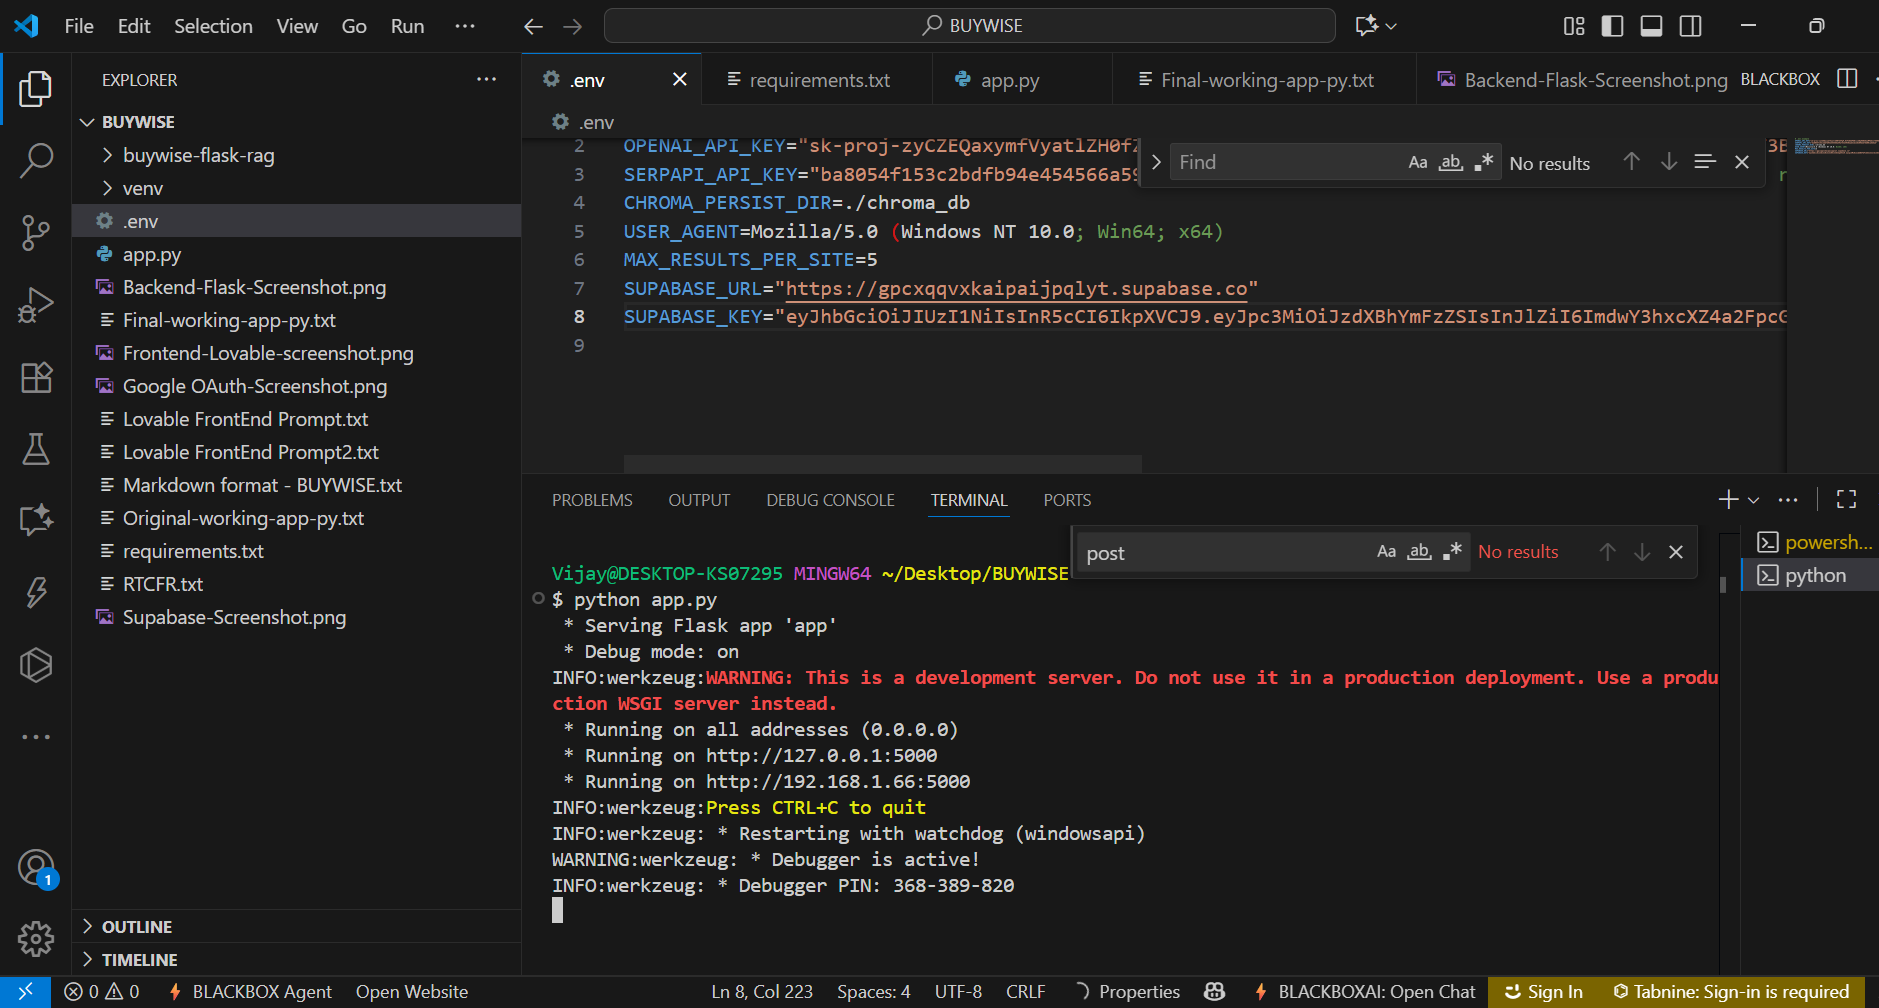 File Edit Selection View Go Run ··· BUYWISE
EXPLORER ···
BUYWISE
buywise-flask-rag
venv
.env
app.py
Backend-Flask-Screenshot.png
Final-working-app-py.txt
Frontend-Lovable-screenshot.png
Google OAuth-Screenshot.png
Lovable FrontEnd Prompt.txt
Lovable FrontEnd Prompt2.txt
Markdown format - BUYWISE.txt
Original-working-app-py.txt
requirements.txt
RTCFR.txt
Supabase-Screenshot.png
OUTLINE
TIMELINE
1
.env requirements.txt app.py Final-working-app-py.txt Backend-Flask-Screenshot.png BLACKBOX
.env
Find Aa ab .* No results
2 OPENAI_API_KEY="sk-proj-zyCZEQaxymfVyatlZH0fZ
3 SERPAPI_API_KEY="ba8054f153c2bdfb94e454566a59
4 CHROMA_PERSIST_DIR=./chroma_db
5 USER_AGENT=Mozilla/5.0 (Windows NT 10.0; Win64; x64)
6 MAX_RESULTS_PER_SITE=5
7 SUPABASE_URL="https://gpcxqqvxkaipaijpqlyt.supabase.co"
8 SUPABASE_KEY="eyJhbGciOiJIUzI1NiIsInR5cCI6IkpXVCJ9.eyJpc3MiOiJzdXBhYmFzZSIsInJlZiI6ImdwY3hxcXZ4a2FpcG
9
PROBLEMS OUTPUT DEBUG CONSOLE TERMINAL PORTS
post Aa ab .* No results
powersh...
python
Vijay@DESKTOP-KS07295 MINGW64 ~/Desktop/BUYWISE
$ python app.py
* Serving Flask app 'app'
* Debug mode: on
INFO:werkzeug:WARNING: This is a development server. Do not use it in a production deployment. Use a produ
ction WSGI server instead.
* Running on all addresses (0.0.0.0)
* Running on http://127.0.0.1:5000
* Running on http://192.168.1.66:5000
INFO:werkzeug:Press CTRL+C to quit
INFO:werkzeug: * Restarting with watchdog (windowsapi)
WARNING:werkzeug: * Debugger is active!
INFO:werkzeug: * Debugger PIN: 368-389-820
0 0 BLACKBOX Agent Open Website Ln 8, Col 223 Spaces: 4 UTF-8 CRLF Properties BLACKBOXAI: Open Chat Sign In Tabnine: Sign-in is required